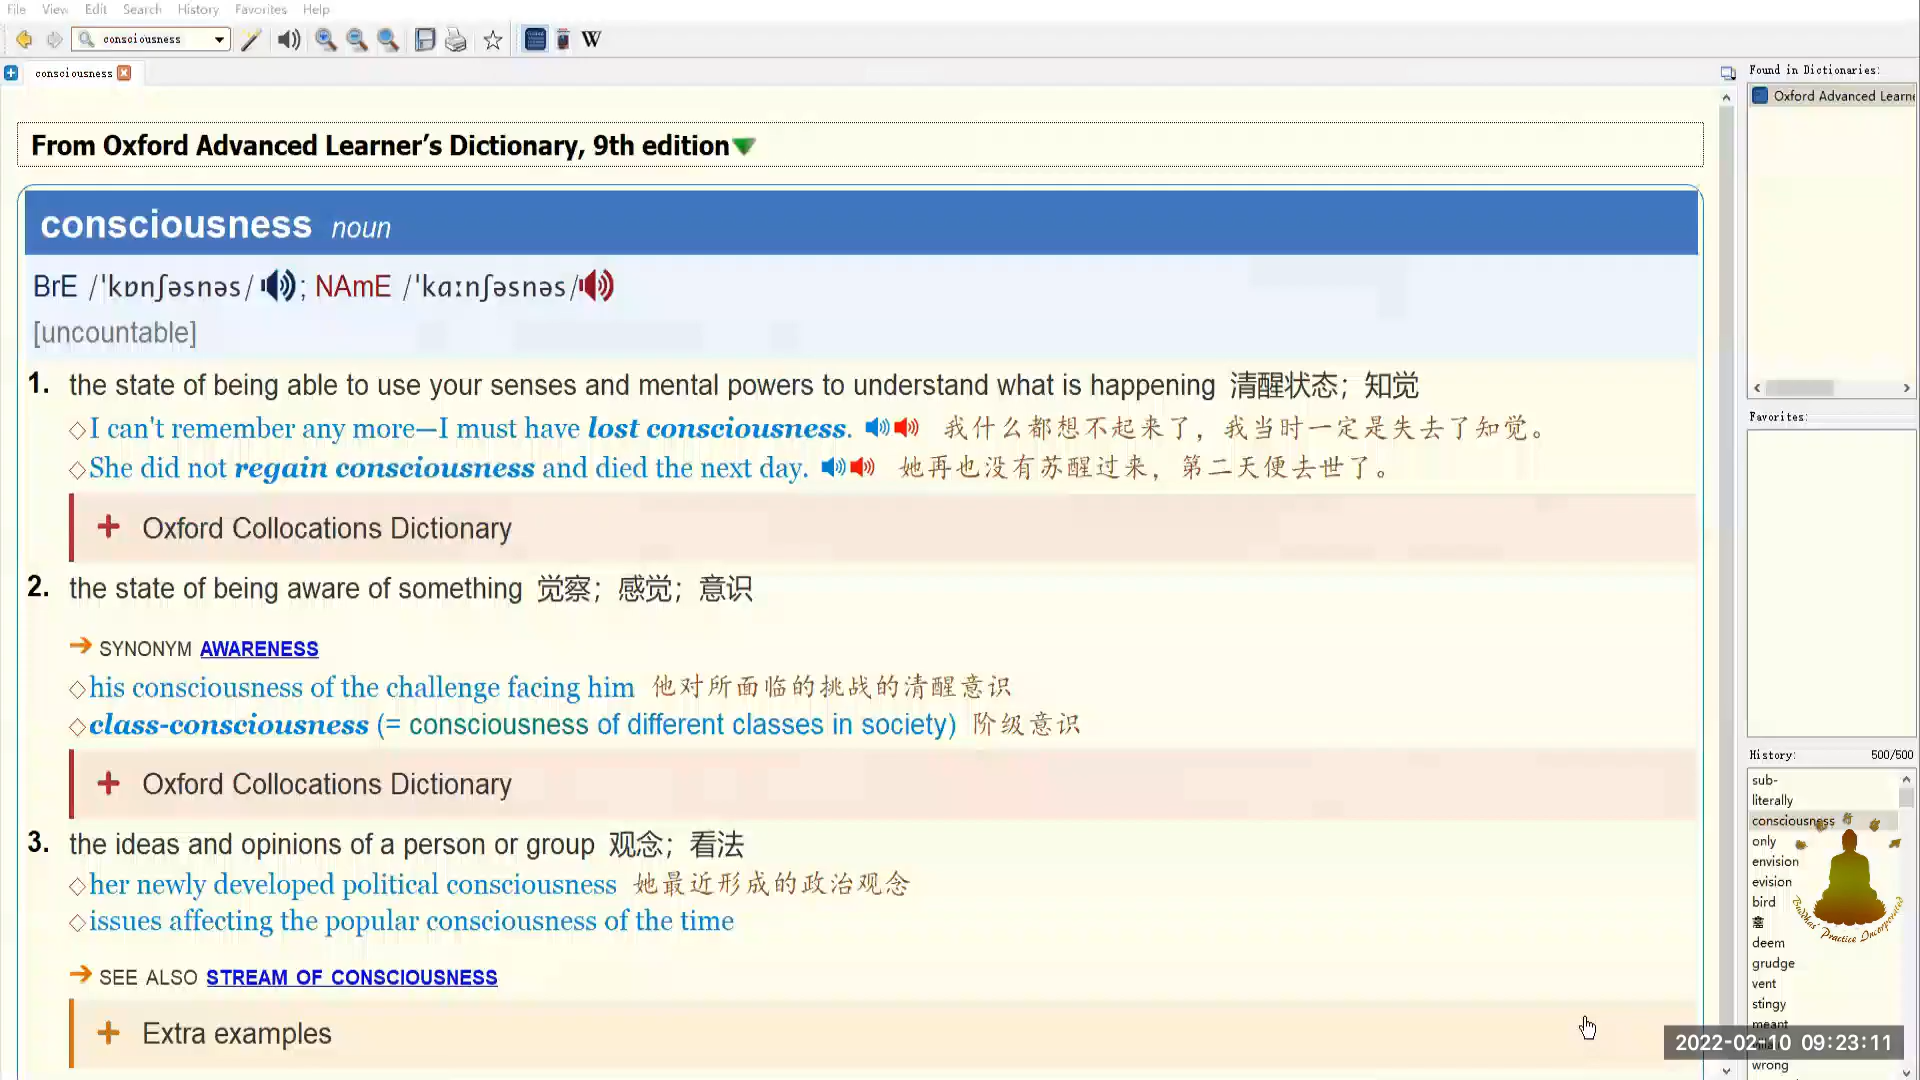 File View Edit Search History Favorites Help
consciousness
W
consciousness
Found in Dictionaries:
Oxford Advanced Learne
From Oxford Advanced Learner’s Dictionary, 9th edition
consciousness noun
BrE /ˈkɒnʃəsnəs/ ; NAmE /ˈkɑːnʃəsnəs/
[uncountable]
1. the state of being able to use your senses and mental powers to understand what is happening 清醒状态；知觉
I can't remember any more—I must have lost consciousness. 我什么都想不起来了，我当时一定是失去了知觉。
She did not regain consciousness and died the next day. 她再也没有苏醒过来，第二天便去世了。
+ Oxford Collocations Dictionary
2. the state of being aware of something 觉察；感觉；意识
→ SYNONYM AWARENESS
his consciousness of the challenge facing him 他对所面临的挑战的清醒意识
class-consciousness (= consciousness of different classes in society) 阶级意识
+ Oxford Collocations Dictionary
3. the ideas and opinions of a person or group 观念；看法
her newly developed political consciousness 她最近形成的政治观念
issues affecting the popular consciousness of the time
→ SEE ALSO STREAM OF CONSCIOUSNESS
+ Extra examples
Favorites:
History: 500/500
sub-
literally
consciousness
only
envision
evision
bird
deem
grudge
vent
stingy
meant
wrong
Buddhas' Practice Incorporated
2022-02-10 09:23:11